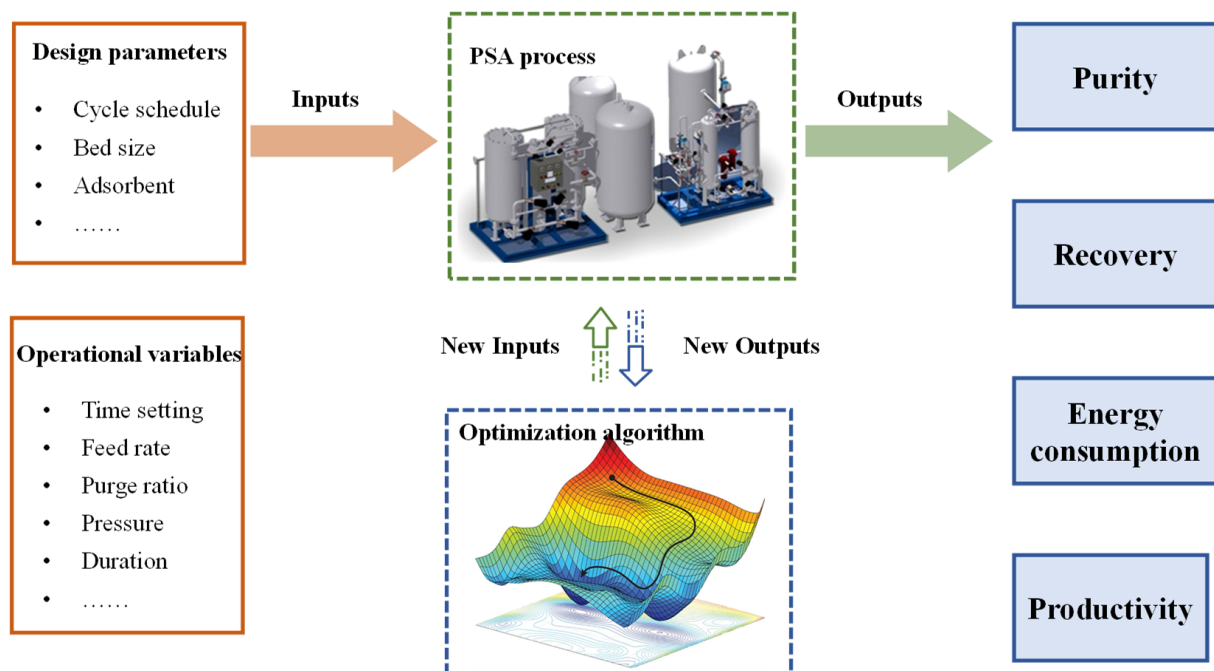 Design parameters
• Cycle schedule
• Bed size
• Adsorbent
• ……
Operational variables
• Time setting
• Feed rate
• Purge ratio
• Pressure
• Duration
• ……
Inputs
PSA process
Outputs
New Inputs
New Outputs
Optimization algorithm
Purity
Recovery
Energy
consumption
Productivity